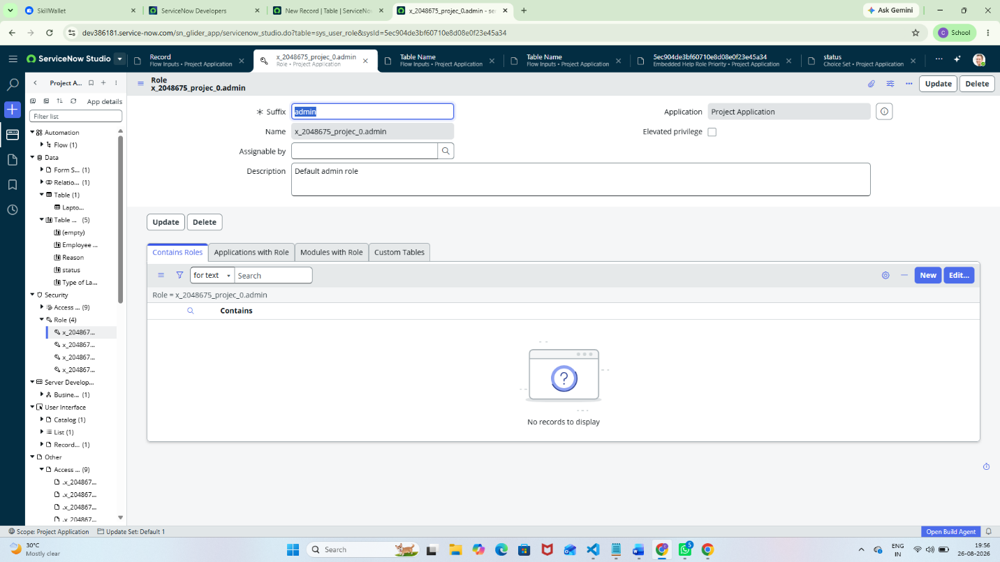 SkillWallet
ServiceNow Developers
New Record | Table | ServiceNo
x_2048675_projec_0.admin - se
Ask Gemini
dev386181.service-now.com/sn_glider_app/servicenow_studio.do?table=sys_user_role&sysId=5ec904de3bf60710e8d08e0f23e45a34
C School
ServiceNow Studio
Record
Flow Inputs • Project Application
x_2048675_projec_0.admin
Role • Project Application
Table Name
Flow Inputs • Project Application
Table Name
Flow Inputs • Project Application
5ec904de3bf60710e8d08e0f23e45a34
Embedded Help Role Priority • Project Application
status
Choice Set • Project Application
Project A...
App details
Filter list
Automation
Flow (1)
Data
Form S... (1)
Relatio... (1)
Table (1)
Lapto...
Table ... (5)
(empty)
Employee ...
Reason
status
Type of La...
Security
Access ... (9)
Role (4)
x_204867...
x_204867...
x_204867...
x_204867...
Server Develop...
Busine... (1)
User Interface
Catalog (1)
List (1)
Record... (1)
Other
Access ... (9)
.x_204867...
.x_204867...
.x_204867...
.x_204867...
Role
x_2048675_projec_0.admin
Update
Delete
Suffix
admin
Application
Project Application
Name
x_2048675_projec_0.admin
Elevated privilege
Assignable by
Description
Default admin role
Update
Delete
Contains Roles
Applications with Role
Modules with Role
Custom Tables
for text
Search
New
Edit...
Role = x_2048675_projec_0.admin
Contains
No records to display
Scope: Project Application
Update Set: Default 1
Open Build Agent
30°C
Mostly clear
Search
5
ENG
IN
19:56
26-08-2026